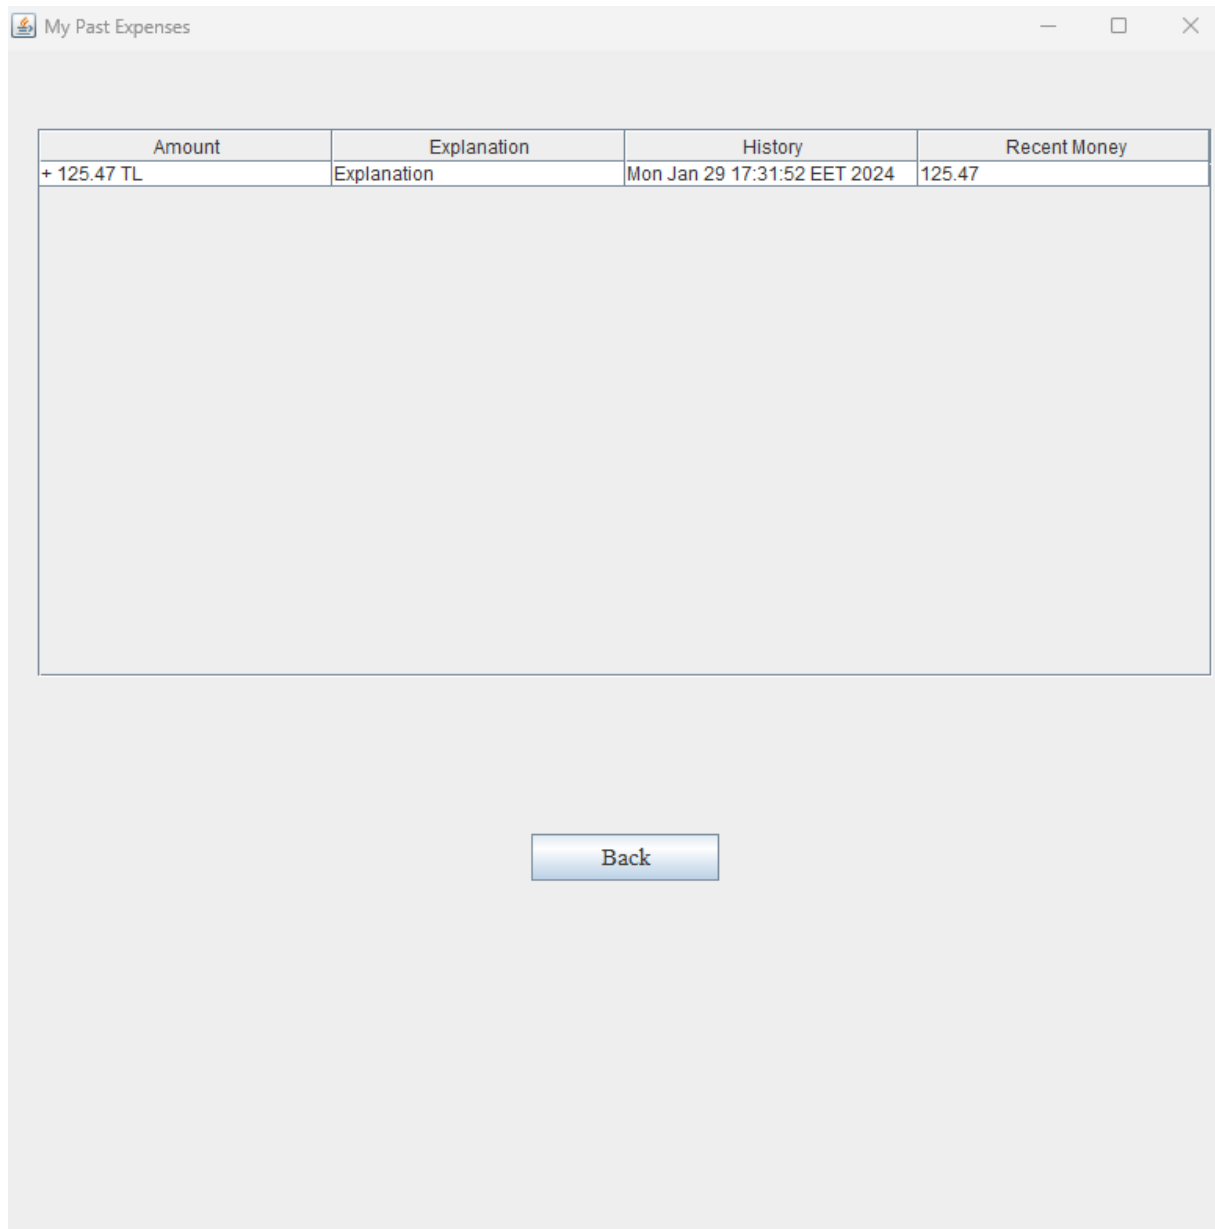 My Past Expenses
Amount Explanation History Recent Money
+ 125.47 TL Explanation Mon Jan 29 17:31:52 EET 2024 125.47
Back